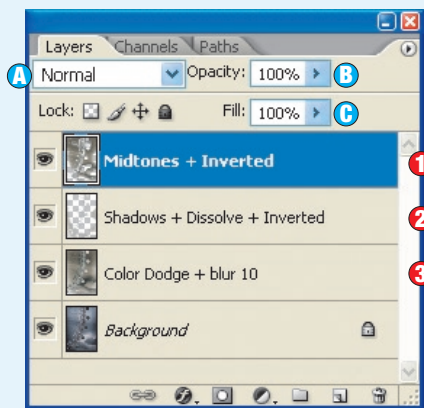 Layers Channels Paths
A Normal Opacity: 100% B
Lock: Fill: 100% C
Midtones + Inverted 1
Shadows + Dissolve + Inverted 2
Color Dodge + blur 10 3
Background